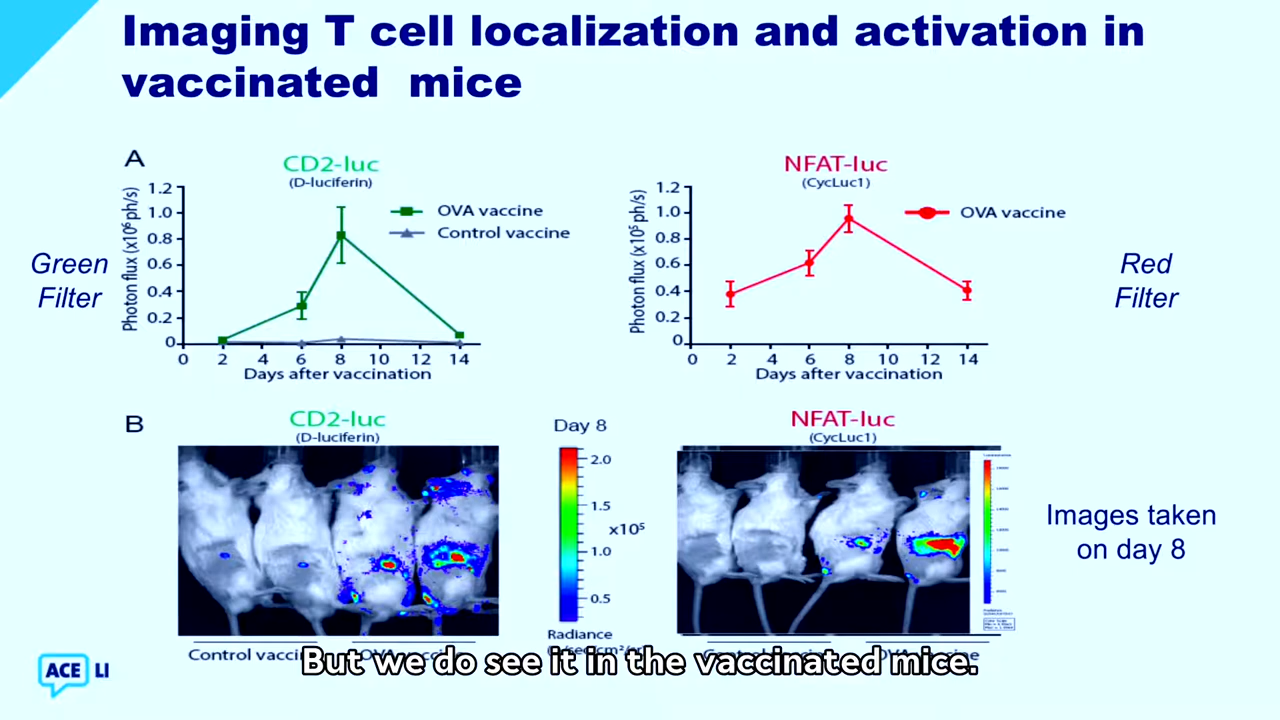 Imaging T cell localization and activation in
vaccinated mice
A
CD2-luc
(D-luciferin)
1.2
1.0
0.8
0.6
0.4
0.2
0
Photon flux (x10⁶ ph/s)
OVA vaccine
Control vaccine
0 2 4 6 8 10 12 14
Days after vaccination
Green
Filter
NFAT-luc
(CycLuc1)
1.2
1.0
0.8
0.6
0.4
0.2
0
Photon flux (x10⁵ ph/s)
OVA vaccine
0 2 4 6 8 10 12 14
Days after vaccination
Red
Filter
B
CD2-luc
(D-luciferin)
Day 8
2.0
1.5
x10⁵
1.0
0.5
Radiance
NFAT-luc
(CycLuc1)
Images taken
on day 8
But we do see it in the vaccinated mice.
ACE LI